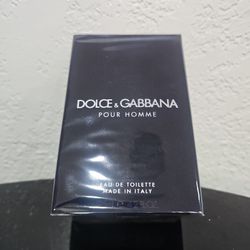 DOLCE & GABBANA
POUR HOMME
EAU DE TOILETTE
MADE IN ITALY